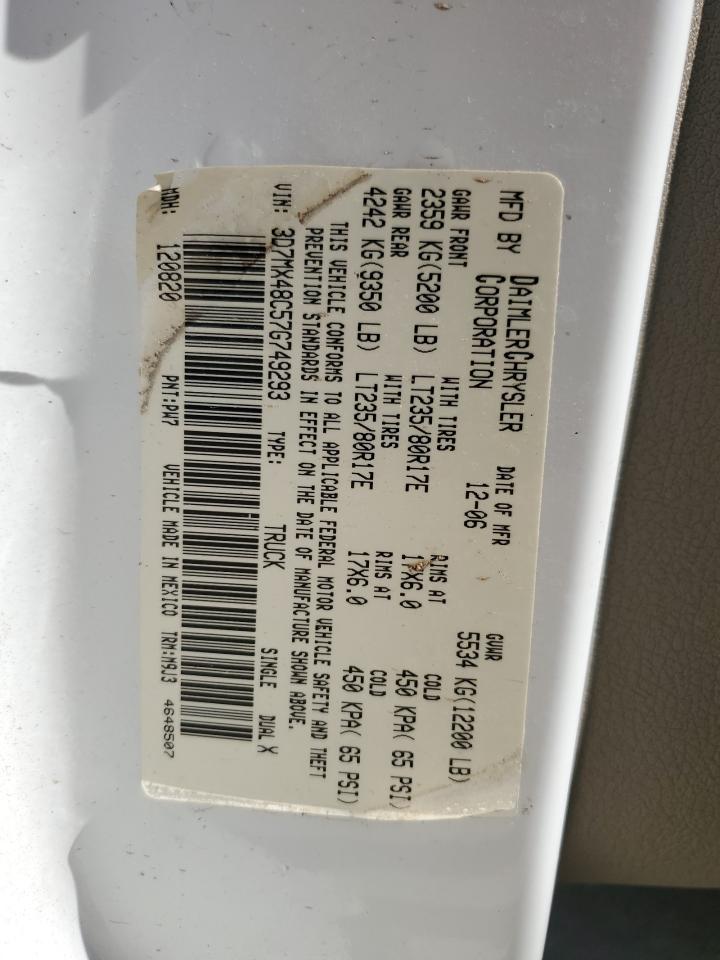 MFD BY DAIMLERCHRYSLER CORPORATION DATE OF MFR 12-06 GVWR 5534 KG(12200 LB)
GAWR FRONT WITH TIRES RIMS AT COLD
2359 KG(5200 LB) LT235/80R17E 17X6.0 450 KPA( 65 PSI)
GAWR REAR WITH TIRES RIMS AT COLD
4242 KG(9350 LB) LT235/80R17E 17X6.0 450 KPA( 65 PSI)
THIS VEHICLE CONFORMS TO ALL APPLICABLE FEDERAL MOTOR VEHICLE SAFETY AND THEFT
PREVENTION STANDARDS IN EFFECT ON THE DATE OF MANUFACTURE SHOWN ABOVE.
VIN: 3D7MX48C57G749293 TYPE: TRUCK SINGLE DUAL X
MDH: 120820 PNT:PW7 VEHICLE MADE IN MEXICO TRM:M9J3 4648507